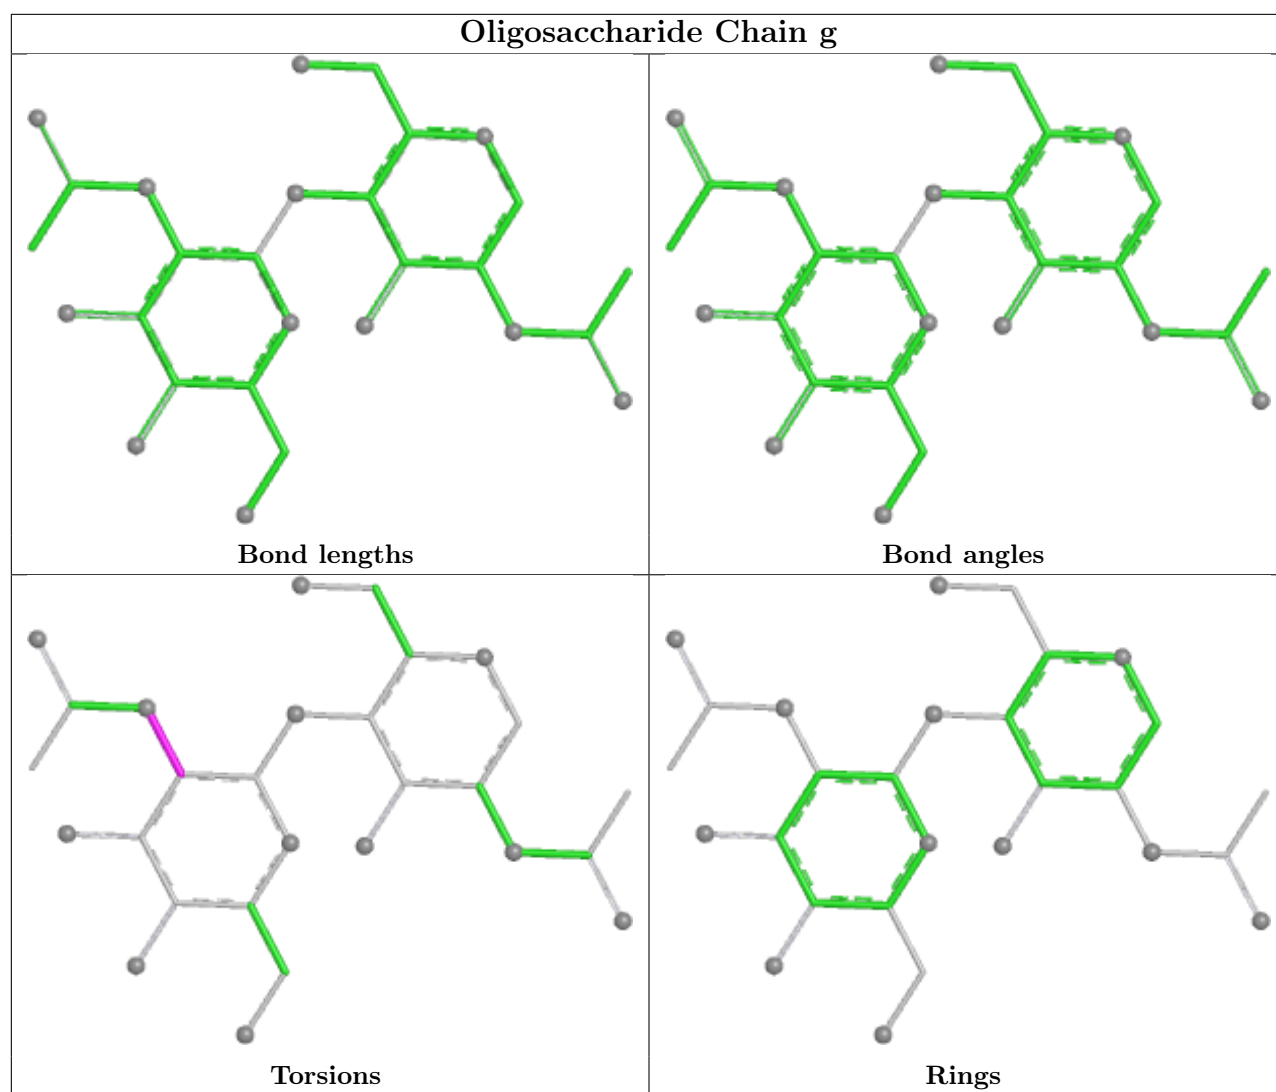 Oligosaccharide Chain g
Bond lengths
Bond angles
Torsions
Rings